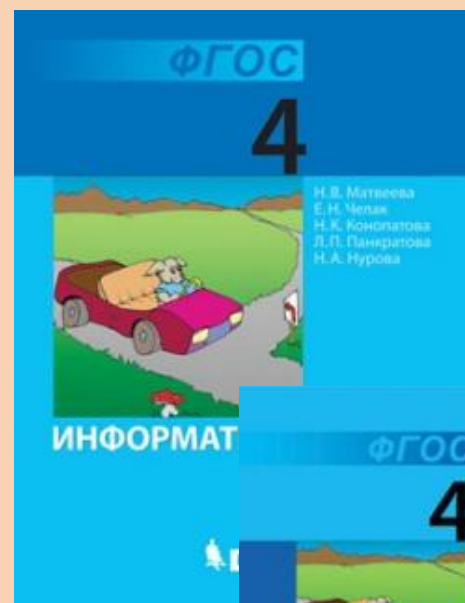 ФГОС
4
Н.В. Матвеева
Е.Н. Челак
Н.К. Конопатова
Л.П. Панкратова
Н.А. Нурова
ИНФОРМАТ
ФГОС
4